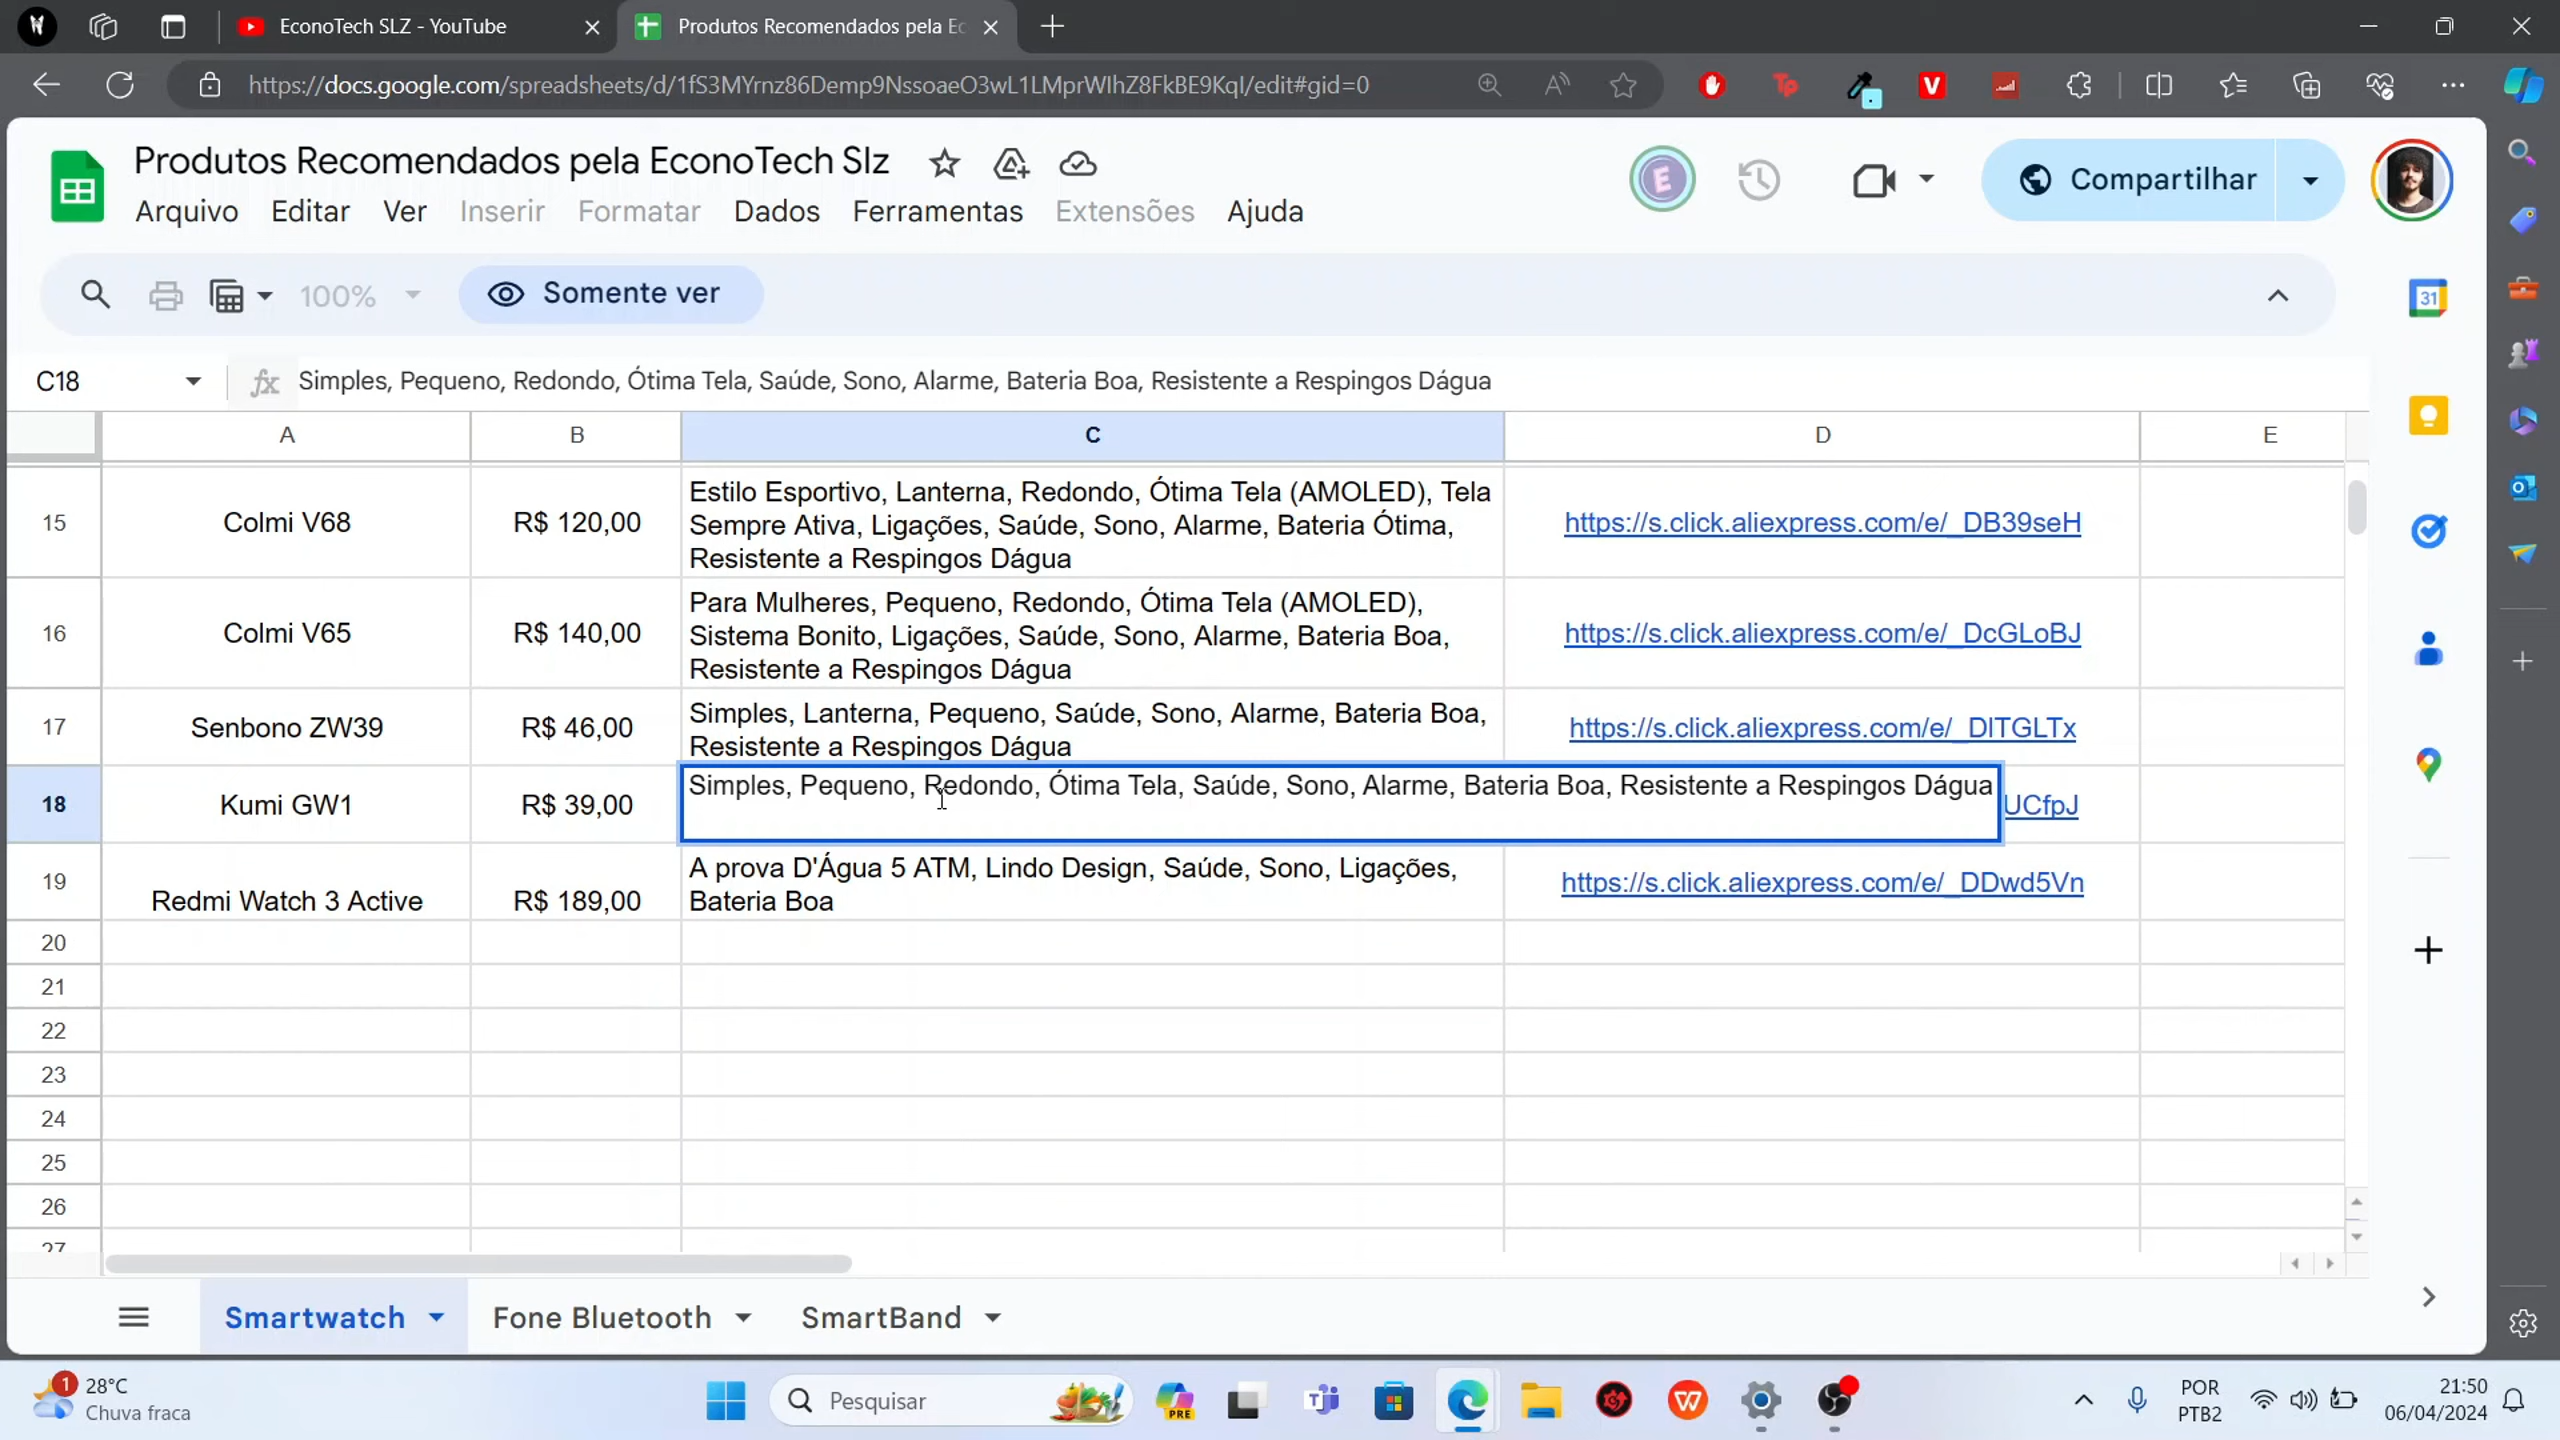 EconoTech SLZ - YouTube
Produtos Recomendados pela Ec
https://docs.google.com/spreadsheets/d/1fS3MYrnz86Demp9NssoaeO3wL1LMprWIhZ8FkBE9KqI/edit#gid=0
Produtos Recomendados pela EconoTech Slz
E
Compartilhar
Arquivo Editar Ver Inserir Formatar Dados Ferramentas Extensões Ajuda
100%
Somente ver
31
C18
fx
Simples, Pequeno, Redondo, Ótima Tela, Saúde, Sono, Alarme, Bateria Boa, Resistente a Respingos Dágua
A B C D E
15
Colmi V68
R$ 120,00
Estilo Esportivo, Lanterna, Redondo, Ótima Tela (AMOLED), Tela
Sempre Ativa, Ligações, Saúde, Sono, Alarme, Bateria Ótima,
Resistente a Respingos Dágua
https://s.click.aliexpress.com/e/_DB39seH
16
Colmi V65
R$ 140,00
Para Mulheres, Pequeno, Redondo, Ótima Tela (AMOLED),
Sistema Bonito, Ligações, Saúde, Sono, Alarme, Bateria Boa,
Resistente a Respingos Dágua
https://s.click.aliexpress.com/e/_DcGLoBJ
17
Senbono ZW39
R$ 46,00
Simples, Lanterna, Pequeno, Saúde, Sono, Alarme, Bateria Boa,
Resistente a Respingos Dágua
https://s.click.aliexpress.com/e/_DlTGLTx
18
Kumi GW1
R$ 39,00
Simples, Pequeno, Redondo, Ótima Tela, Saúde, Sono, Alarme, Bateria Boa, Resistente a Respingos Dágua
UCfpJ
19
Redmi Watch 3 Active
R$ 189,00
A prova D'Água 5 ATM, Lindo Design, Saúde, Sono, Ligações,
Bateria Boa
https://s.click.aliexpress.com/e/_DDwd5Vn
20
21
22
23
24
25
26
27
Smartwatch
Fone Bluetooth
SmartBand
1
28°C
Chuva fraca
Pesquisar
PRE
POR
PTB2
21:50
06/04/2024